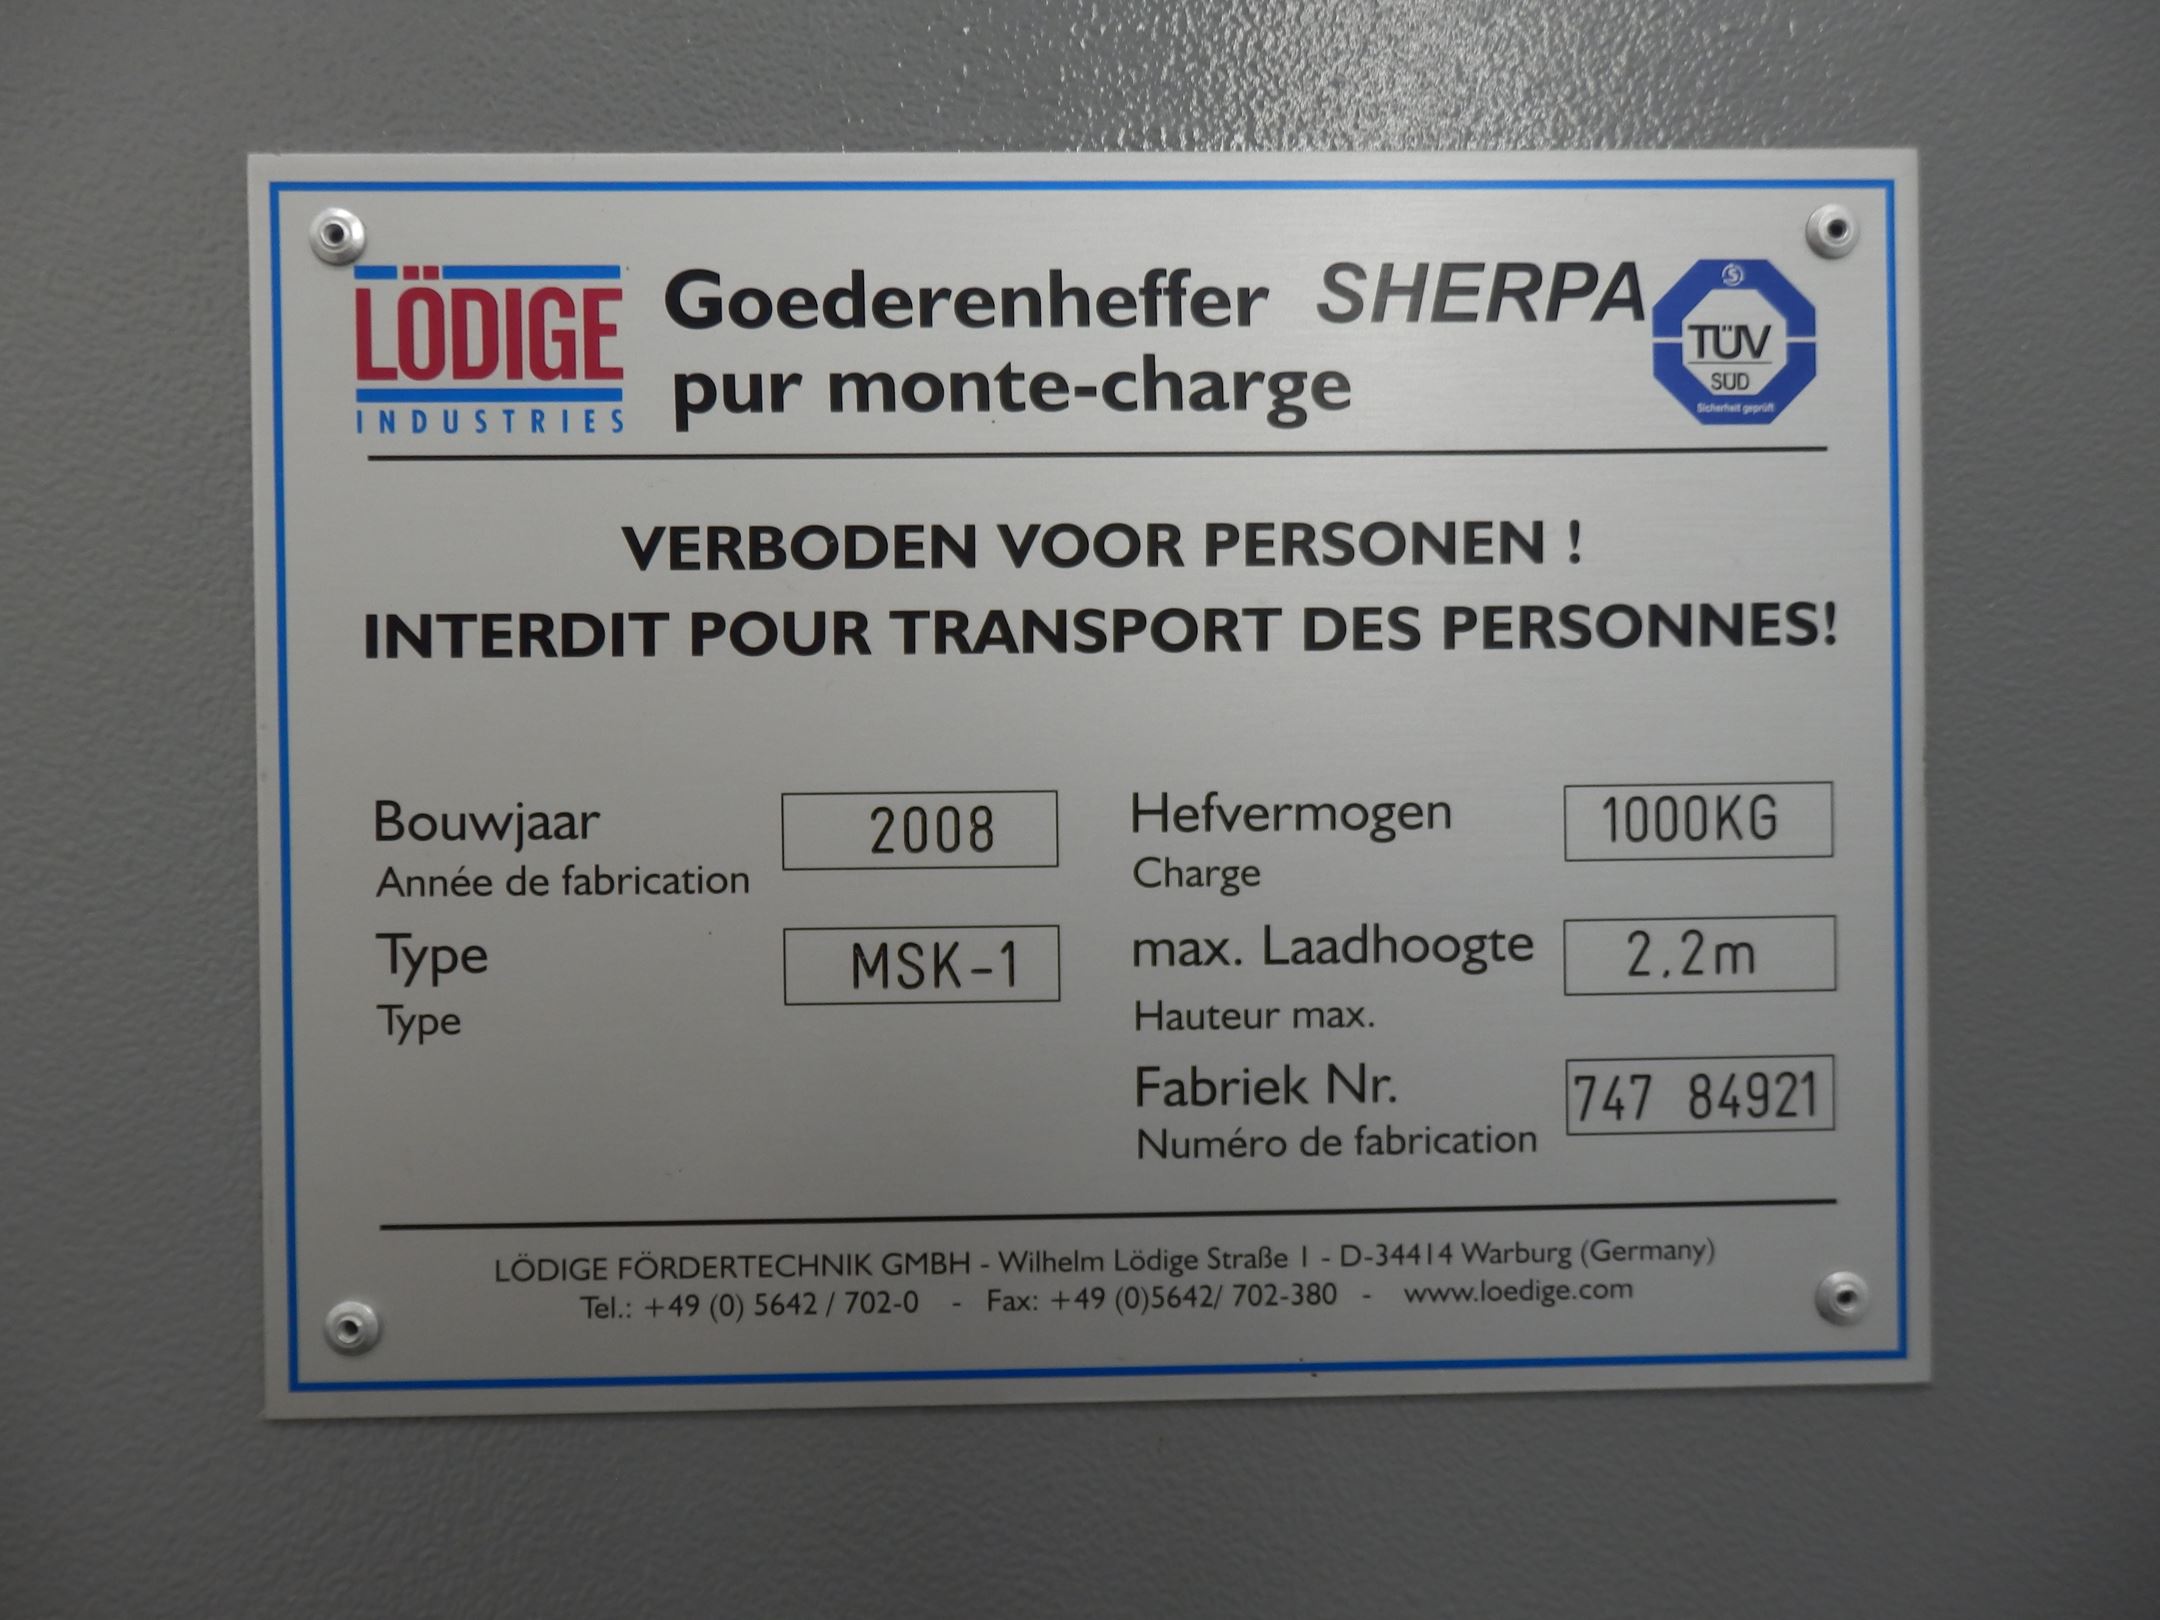 LÖDIGE
INDUSTRIES
Goederenheffer SHERPA
pur monte-charge
TÜV
SÜD
Sicherheit geprüft
VERBODEN VOOR PERSONEN !
INTERDIT POUR TRANSPORT DES PERSONNES!
Bouwjaar 2008
Année de fabrication
Type MSK-1
Type
Hefvermogen 1000KG
Charge
max. Laadhoogte 2.2m
Hauteur max.
Fabriek Nr. 747 84921
Numéro de fabrication
LÖDIGE FÖRDERTECHNIK GMBH - Wilhelm Lödige Straße 1 - D-34414 Warburg (Germany)
Tel.: +49 (0) 5642 / 702-0 - Fax: +49 (0)5642/ 702-380 - www.loedige.com